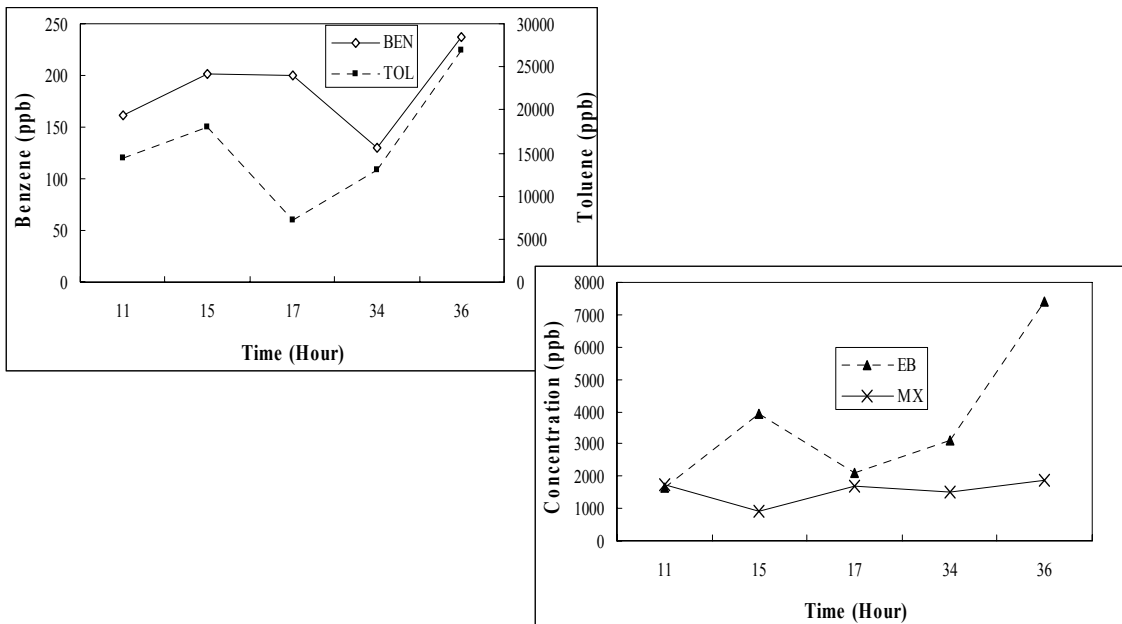 250
200
150
100
50
0
Benzene (ppb)
30000
25000
20000
15000
10000
5000
0
Toluene (ppb)
BEN
TOL
11 15 17 34 36
Time (Hour)
8000
7000
6000
5000
4000
3000
2000
1000
0
Concentration (ppb)
EB
MX
11 15 17 34 36
Time (Hour)